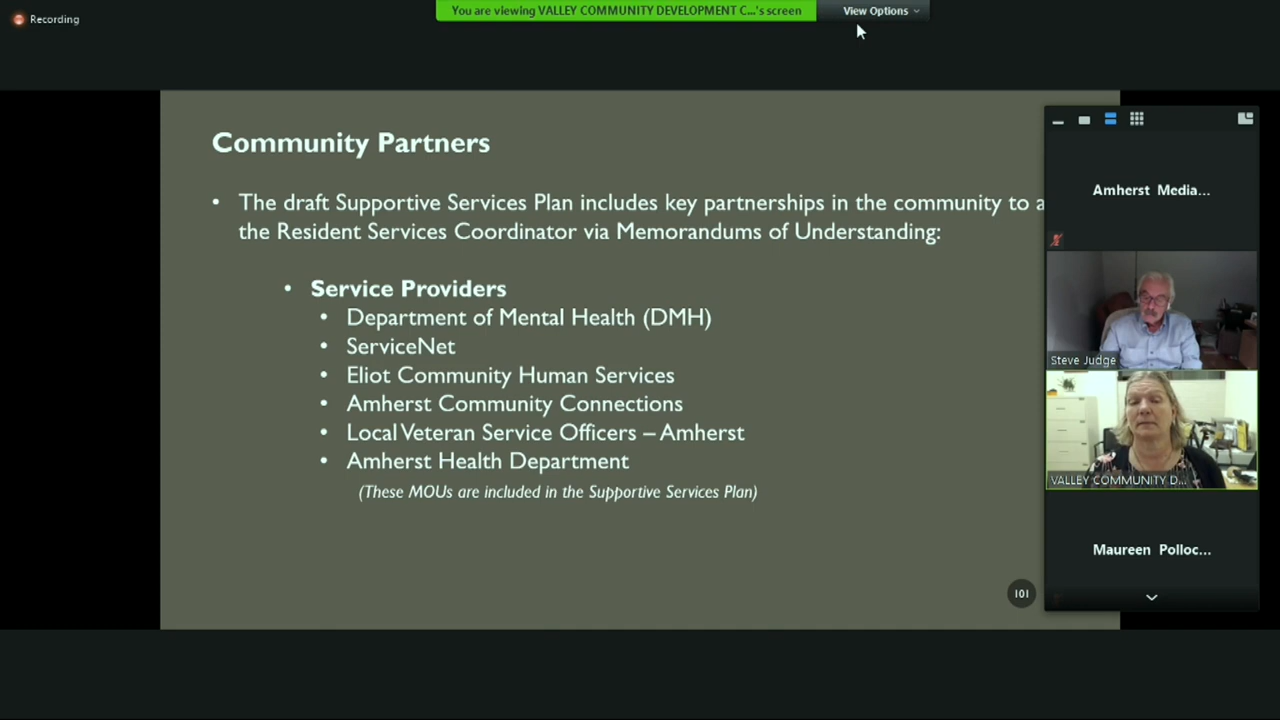 Recording
You are viewing VALLEY COMMUNITY DEVELOPMENT C...'s screen
View Options
Community Partners
• The draft Supportive Services Plan includes key partnerships in the community to
the Resident Services Coordinator via Memorandums of Understanding:
• Service Providers
• Department of Mental Health (DMH)
• ServiceNet
• Eliot Community Human Services
• Amherst Community Connections
• Local Veteran Service Officers – Amherst
• Amherst Health Department
(These MOUs are included in the Supportive Services Plan)
101
Amherst Media...
Steve Judge
VALLEY COMMUNITY D...
Maureen Polloc...